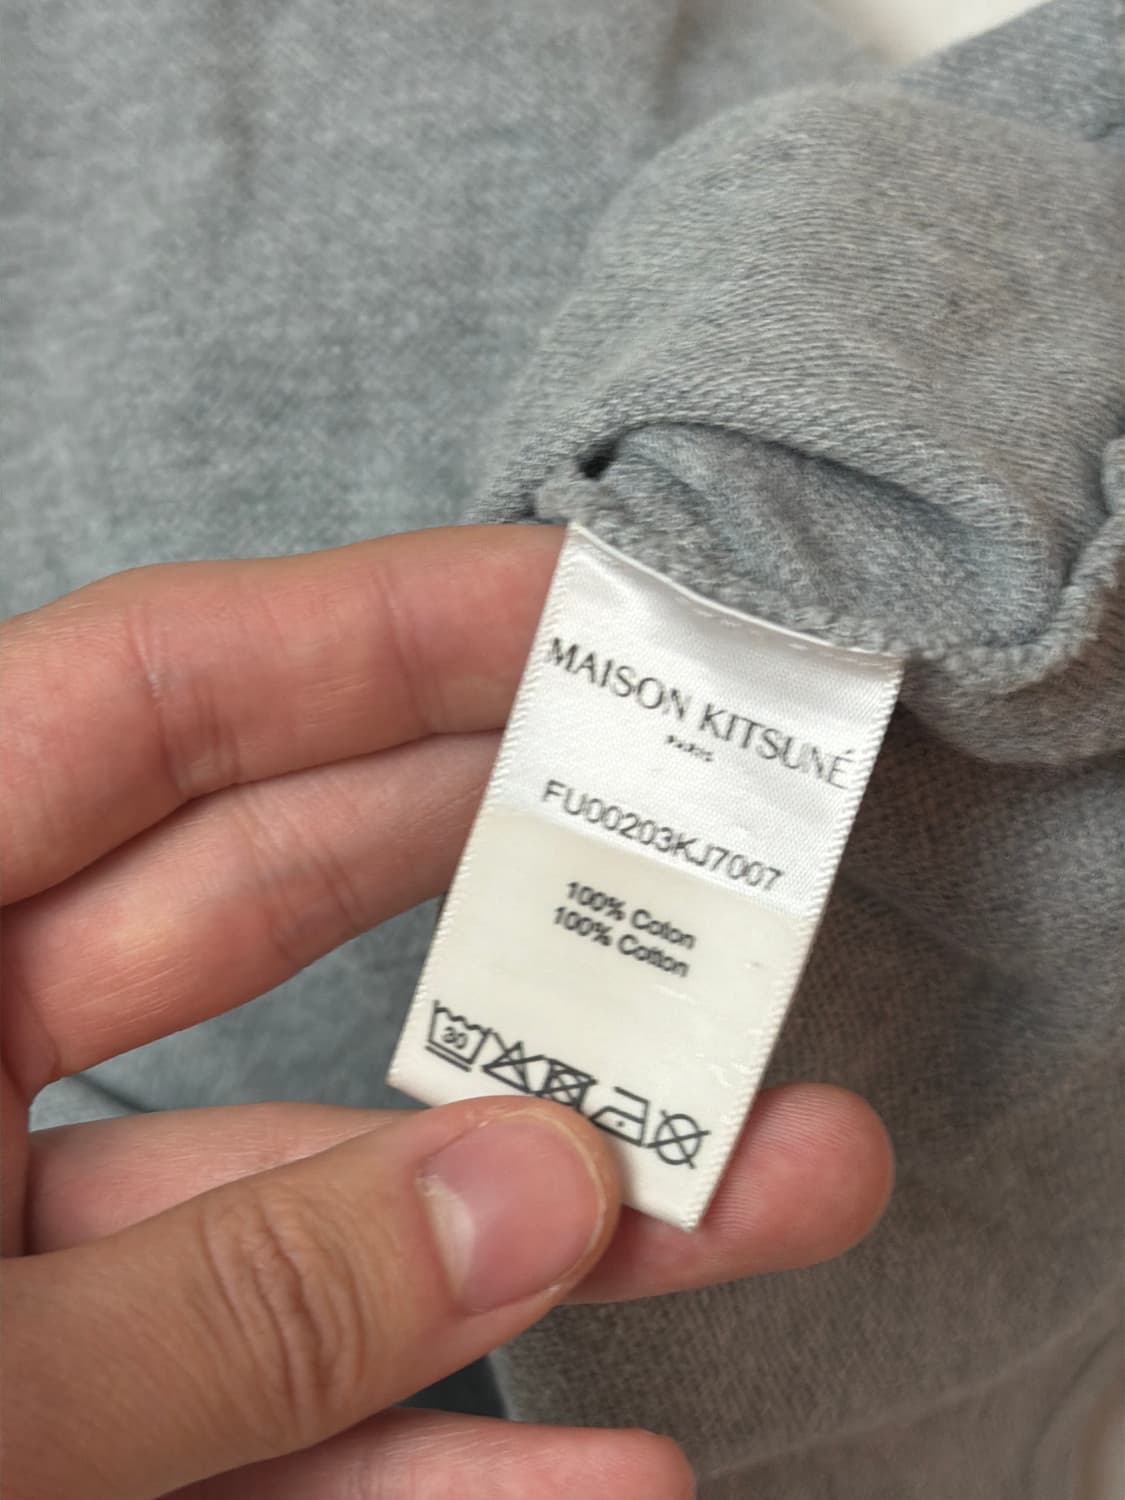 MAISON KITSUNÉ
PARIS
FU00203KJ7007
100% Coton
100% Cotton
30